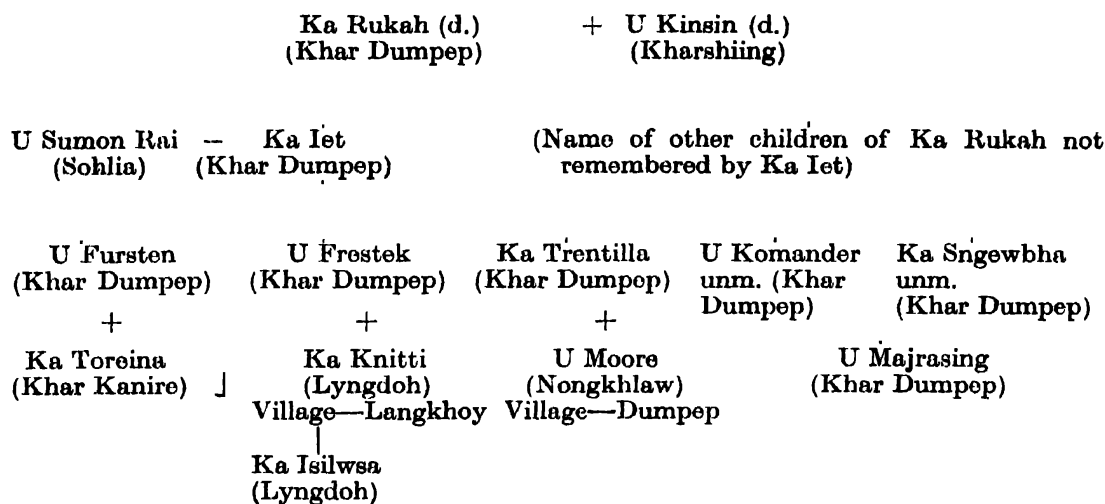 Ka Rukah (d.) + U Kinsin (d.)
(Khar Dumpep) (Kharshiing)
U Sumon Rai – Ka Iet (Name of other children of Ka Rukah not
(Sohlia) (Khar Dumpep) remembered by Ka Iet)
U Fursten U Frostek Ka Trentilla U Komander Ka Sngewbha
(Khar Dumpep) (Khar Dumpep) (Khar Dumpep) unm. (Khar unm.
Dumpep) (Khar Dumpep)
+ + +
Ka Toreina Ka Knitti U Moore U Majrasing
(Khar Kanire) (Lyngdoh) (Nongkhlaw) (Khar Dumpep)
Village—Langkhoy Village—Dumpep
Ka Isilwsa
(Lyngdoh)